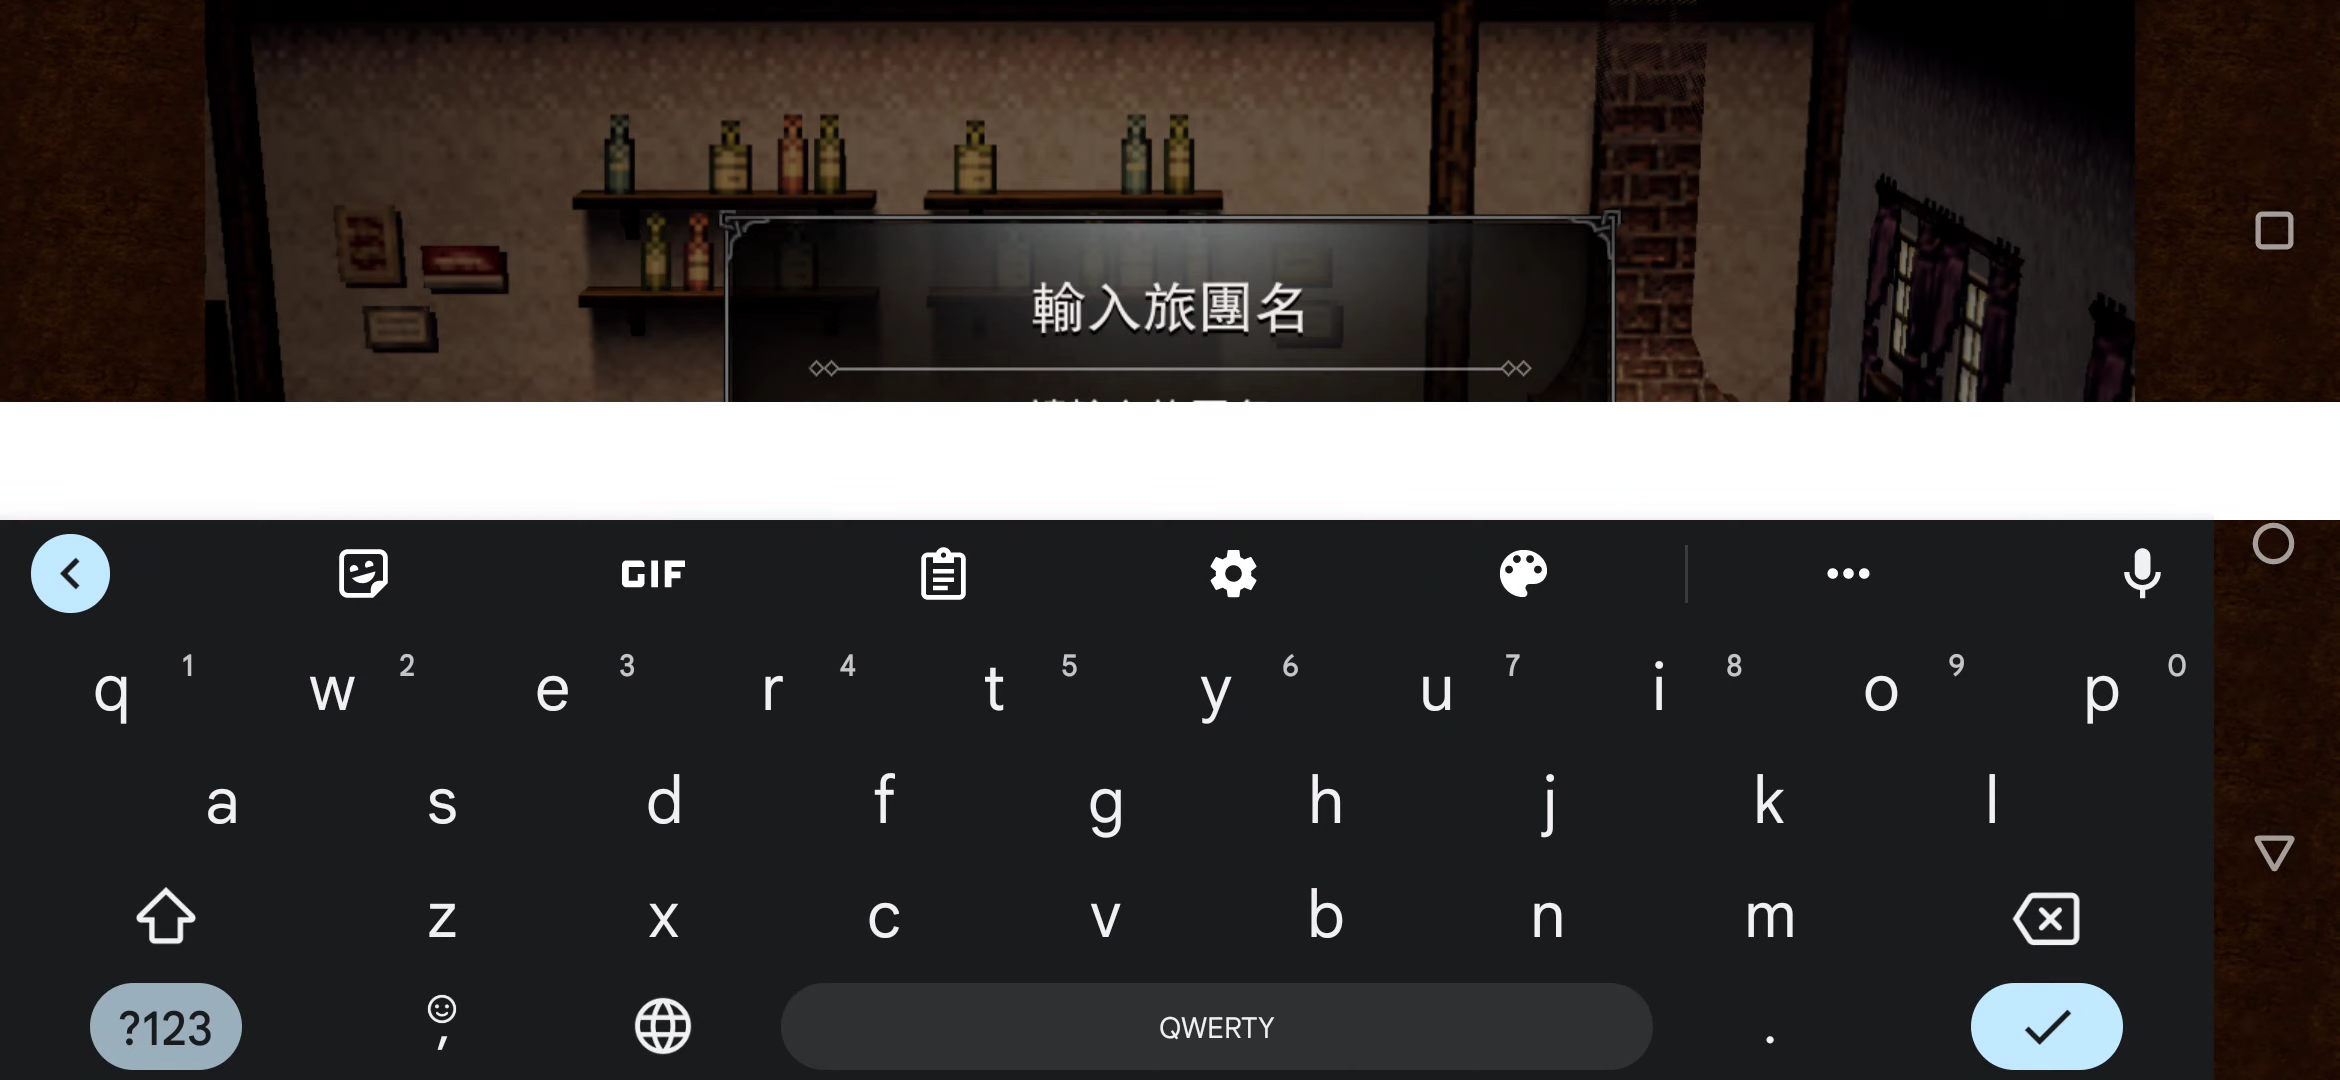 輸入旅團名
GIF
q 1 w 2 e 3 r 4 t 5 y 6 u 7 i 8 o 9 p 0
a s d f g h j k l
z x c v b n m
?123 , QWERTY .